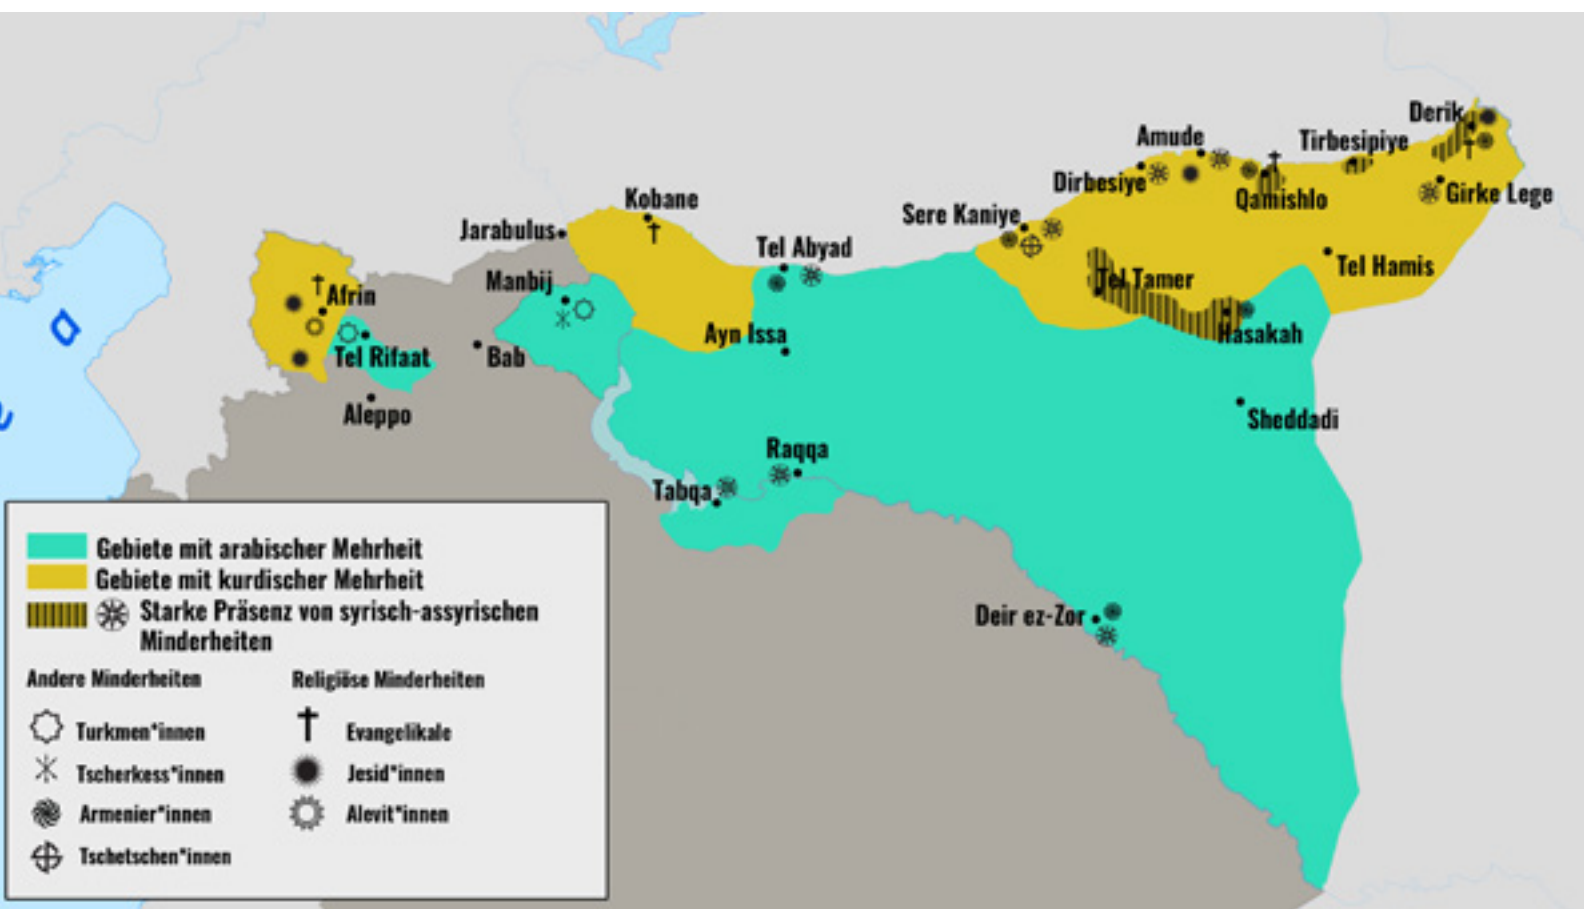 Derik
Amude
Tirbesipiye
Dirbesiye
Qamishlo
Girke Lege
Kobane
Sere Kaniye
Jarabulus
Tel Abyad
Tel Hamis
Manbij
Tel Tamer
Afrin
Ayn Issa
Hasakah
Tel Rifaat
Bab
Aleppo
Sheddadi
Raqqa
Tabqa
Deir ez-Zor
Gebiete mit arabischer Mehrheit
Gebiete mit kurdischer Mehrheit
Starke Präsenz von syrisch-assyrischen
Minderheiten
Andere Minderheiten
Turkmen*innen
Tscherkess*innen
Armenier*innen
Tschetschen*innen
Religiöse Minderheiten
Evangelikale
Jesid*innen
Alevit*innen